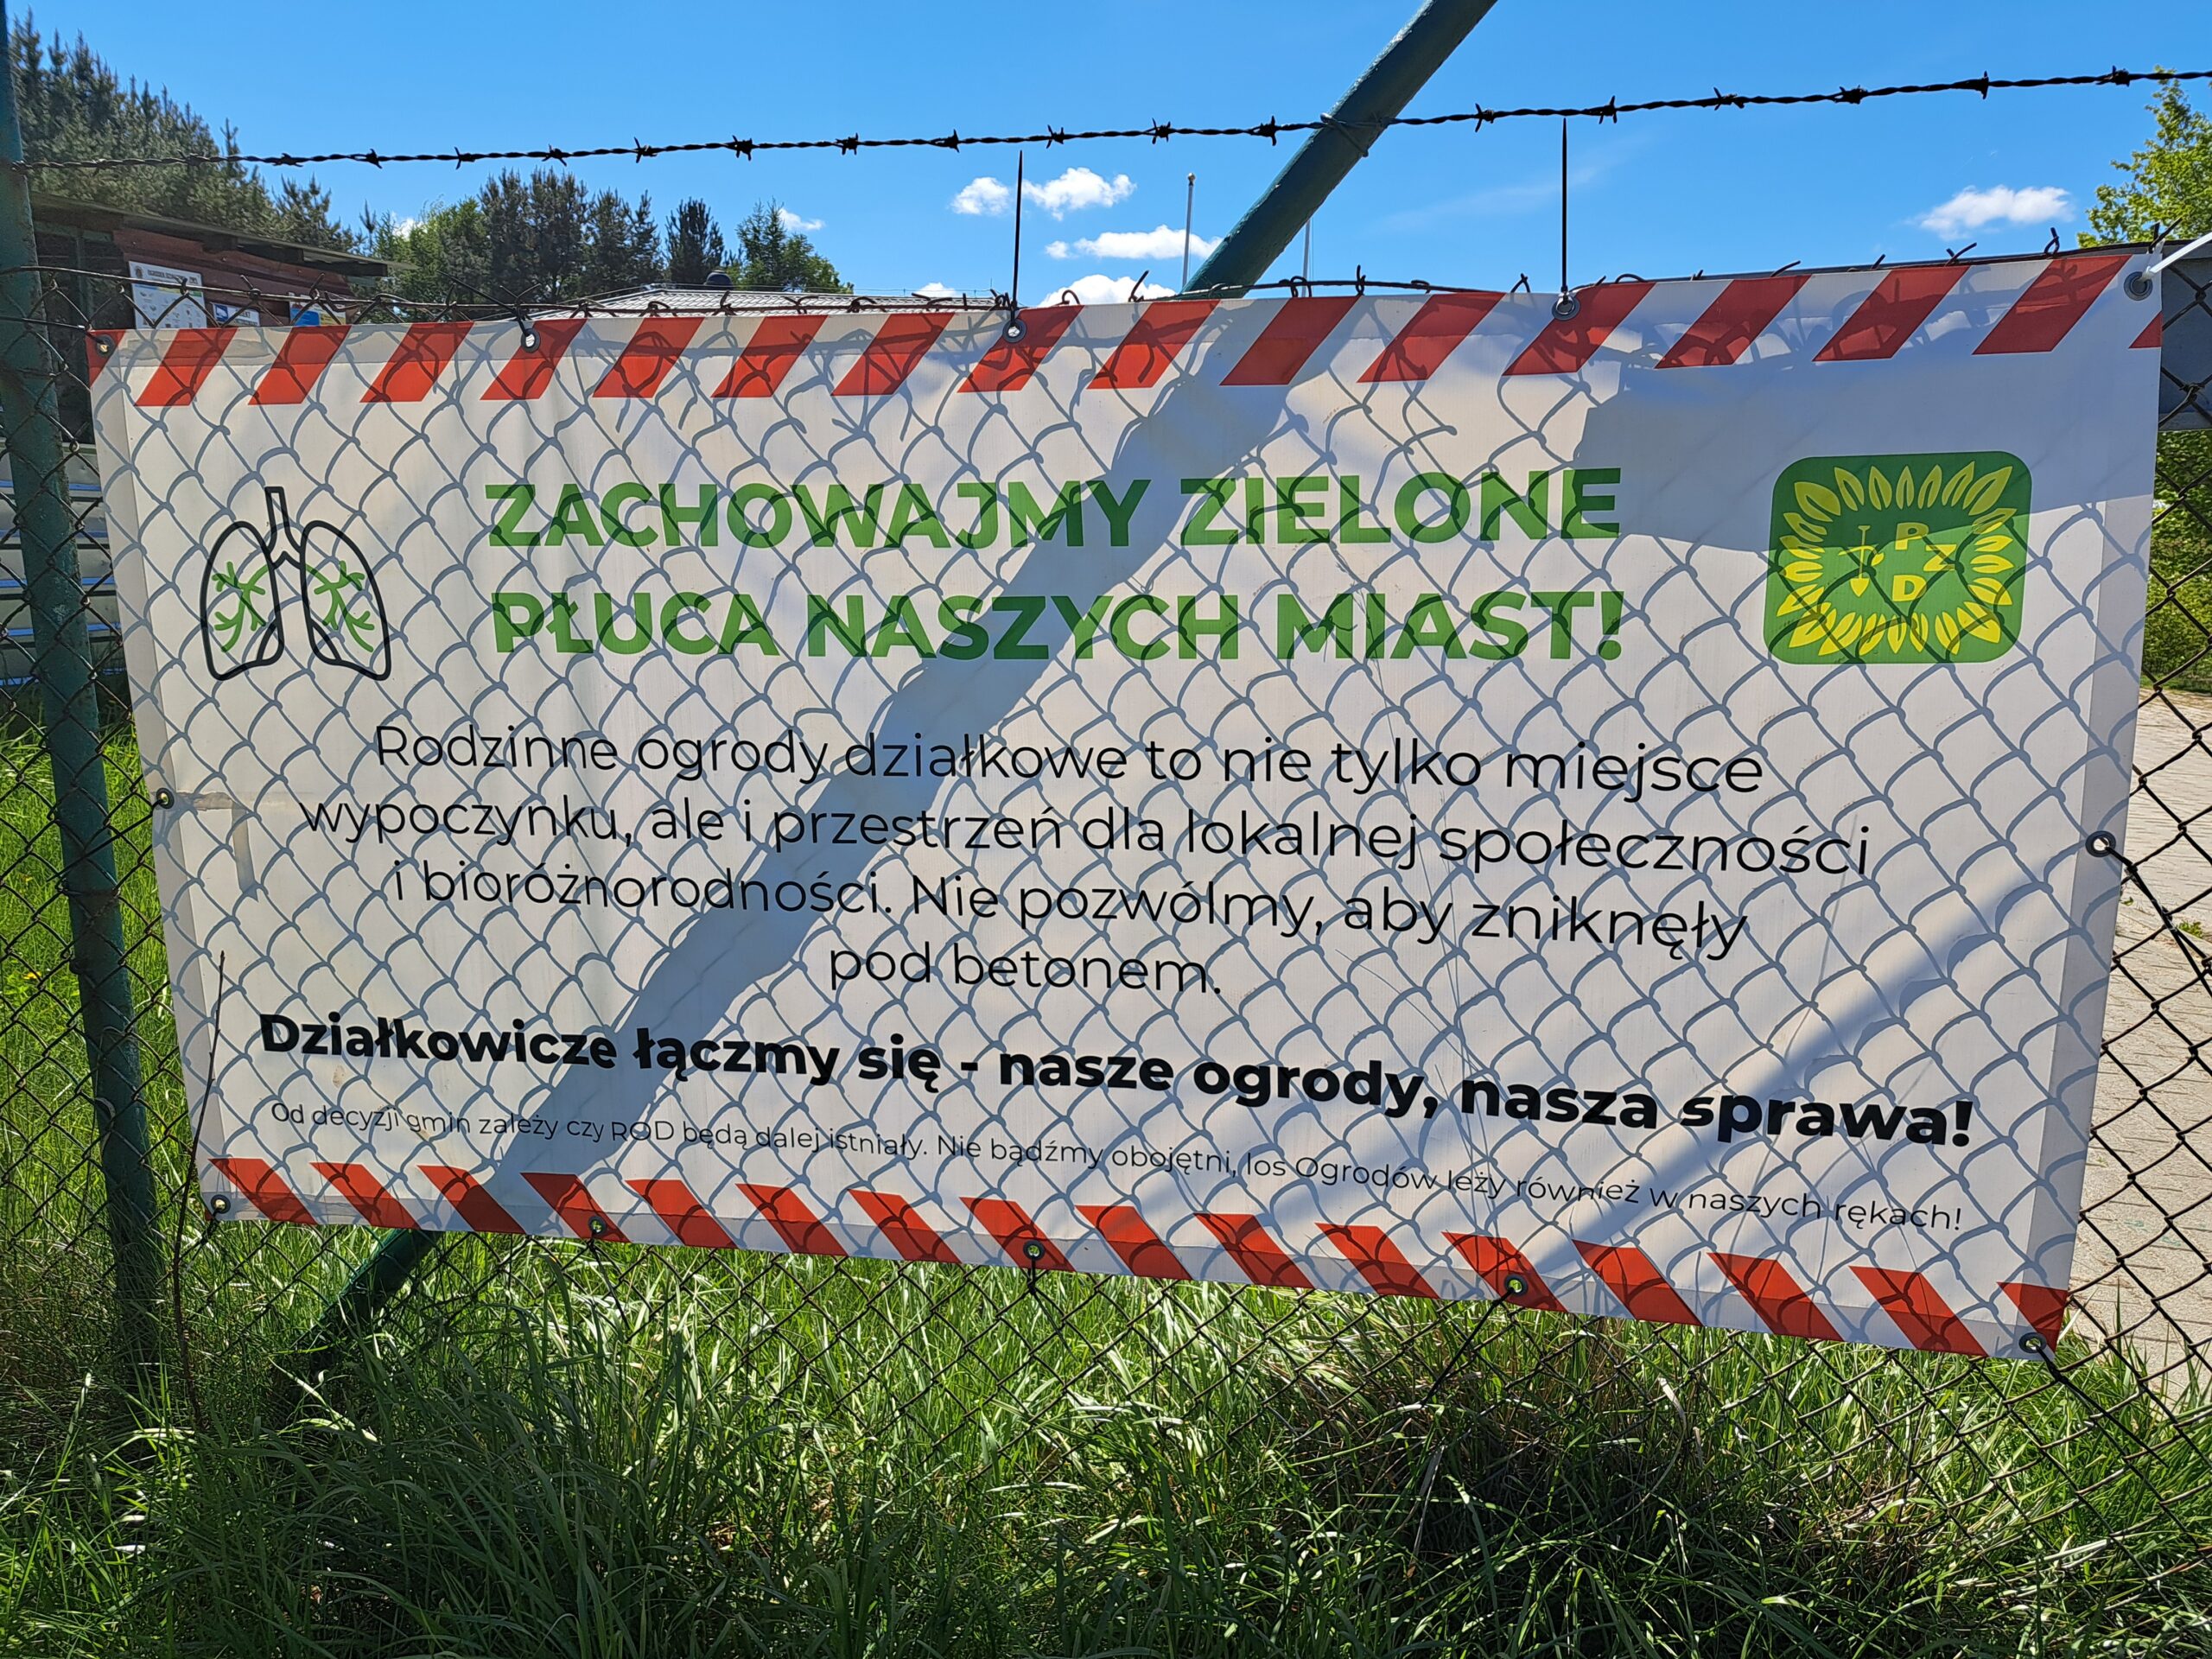 ZACHOWAJMY ZIELONE
PŁUCA NASZYCH MIAST!
P
Z
D
Rodzinne ogrody działkowe to nie tylko miejsce
wypoczynku, ale i przestrzeń dla lokalnej społeczności
i bioróżnorodności. Nie pozwólmy, aby zniknęły
pod betonem.
Działkowicze łączmy się - nasze ogrody, nasza sprawa!
Od decyzji gmin zależy czy ROD będą dalej istniały. Nie bądźmy obojętni, los Ogrodów leży również w naszych rękach!